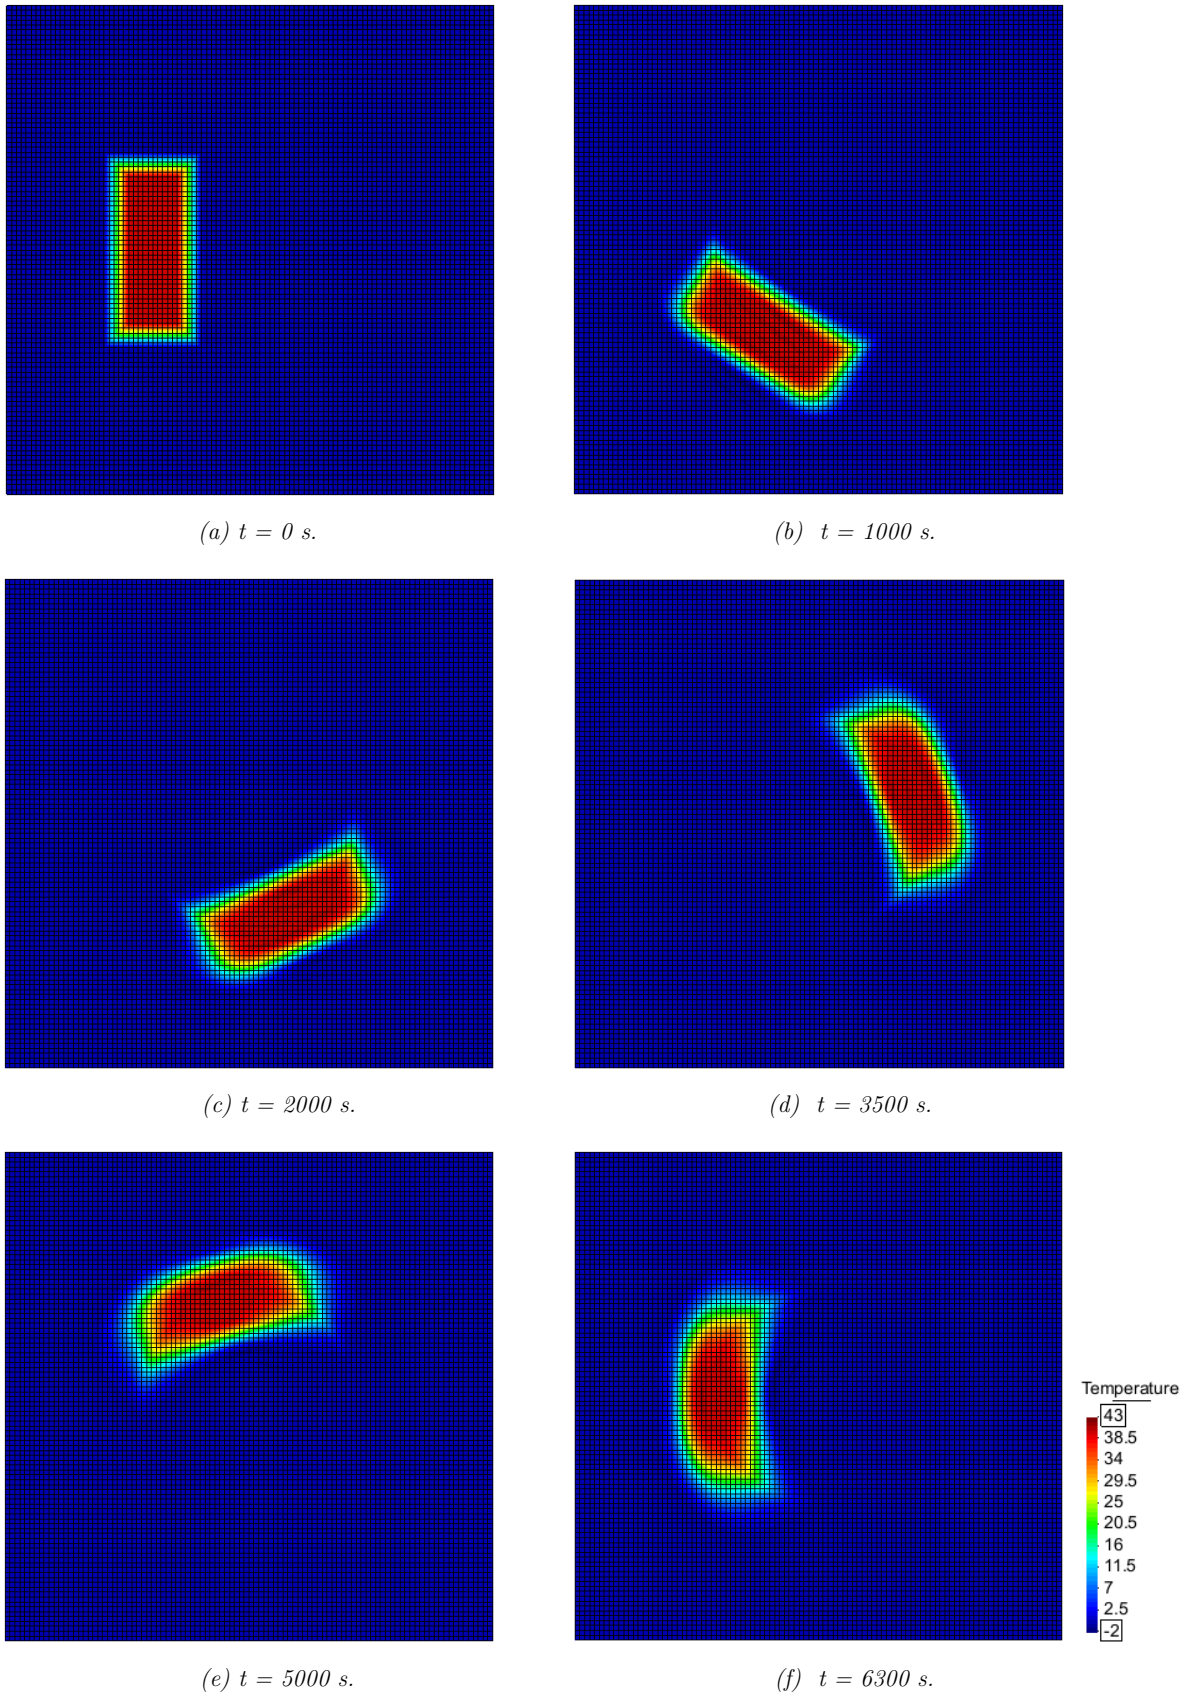 (a) t = 0 s.
(b) t = 1000 s.
(c) t = 2000 s.
(d) t = 3500 s.
Temperature
43
38.5
34
29.5
25
20.5
16
11.5
7
2.5
-2
(e) t = 5000 s.
(f) t = 6300 s.